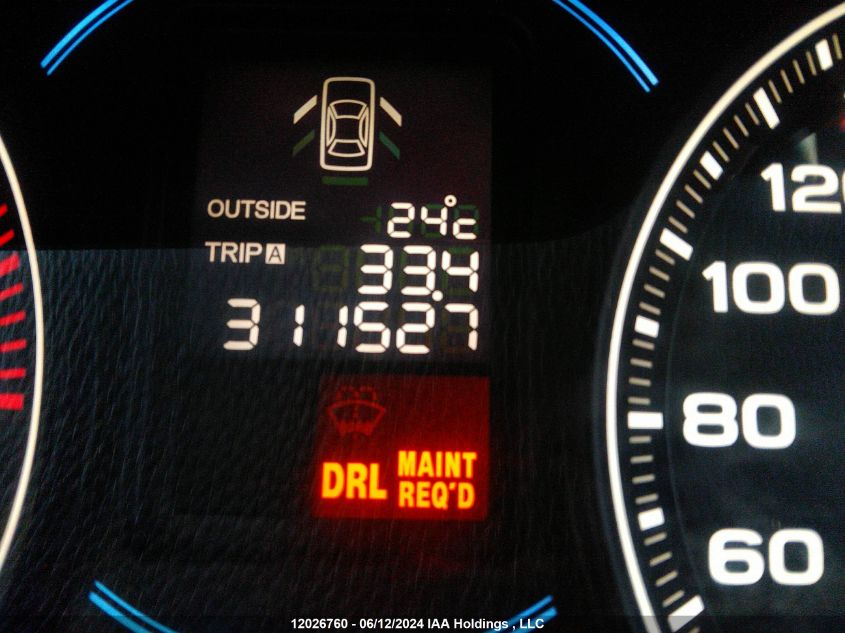 OUTSIDE 24°C
TRIP A 33.4
311527
120
100
80
60
DRL MAINT
REQ'D
12026760 - 06/12/2024 IAA Holdings , LLC